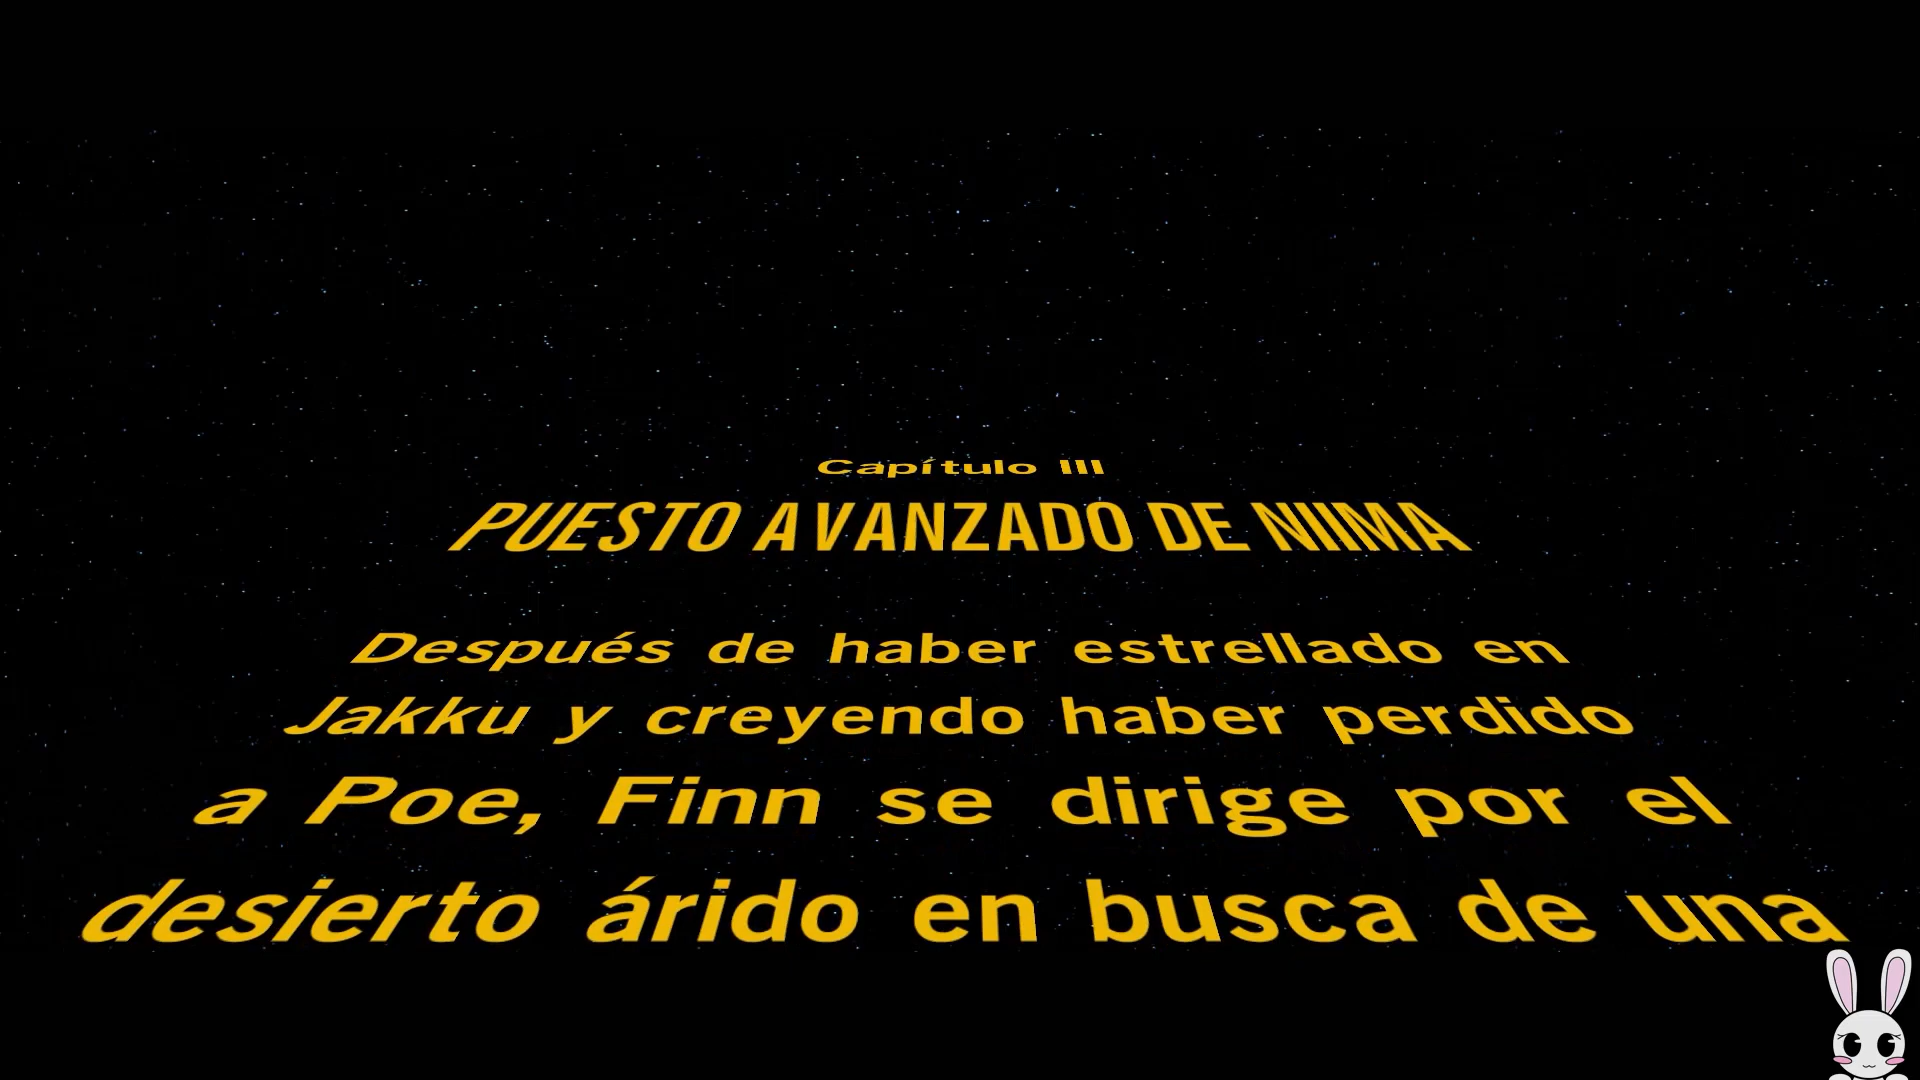 Capítulo III
PUESTO AVANZADO DE NIIMA
Después de haber estrellado en
Jakku y creyendo haber perdido
a Poe, Finn se dirige por el
desierto árido en busca de una